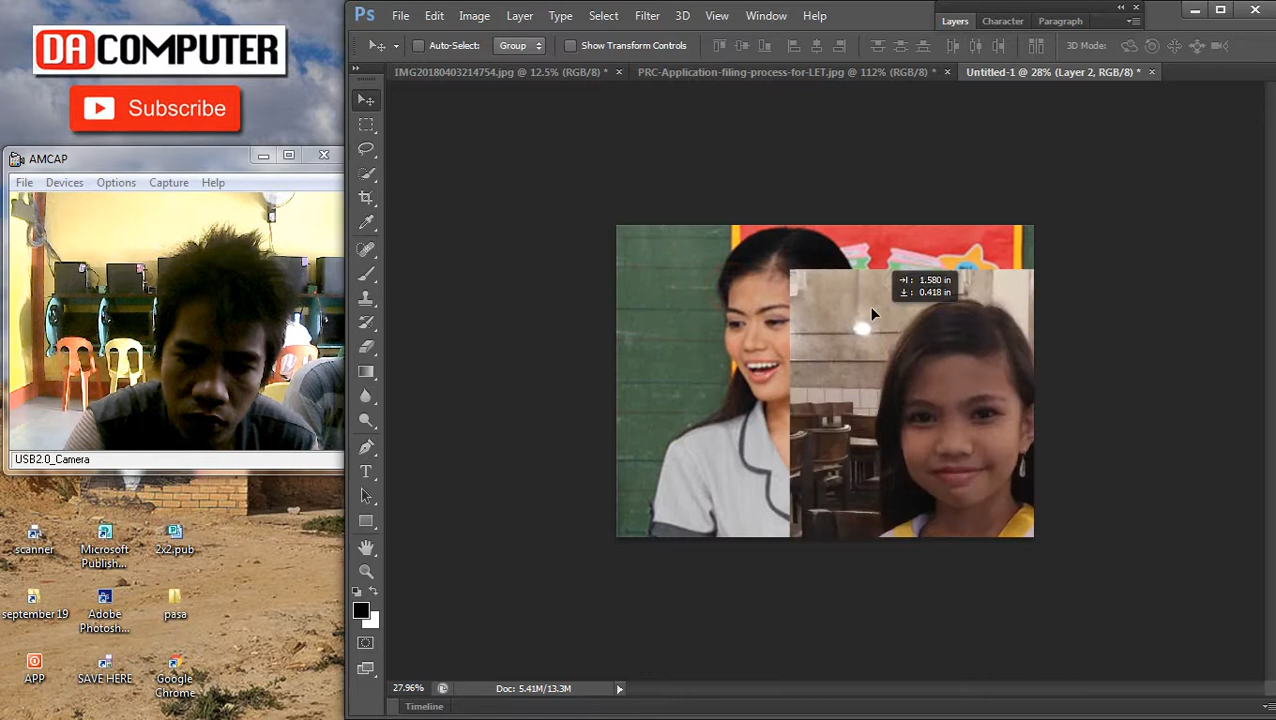 DA COMPUTER
Subscribe
AMCAP
File Devices Options Capture Help
USB2.0_Camera
scanner
Microsoft Publish...
2x2.pub
september 19
Adobe Photosh...
pasa
APP
SAVE HERE
Google Chrome
Ps File Edit Image Layer Type Select Filter 3D View Window Help
Layers Character Paragraph
Auto-Select: Group Show Transform Controls 3D Mode:
IMG20180403214754.jpg @ 12.5% (RGB/8) * PRC-Application-filing-process-for-LET.jpg @ 112% (RGB/8) * Untitled-1 @ 28% (Layer 2, RGB/8) *
1.580 in
0.418 in
T
27.96% Doc: 5.41M/13.3M
Timeline